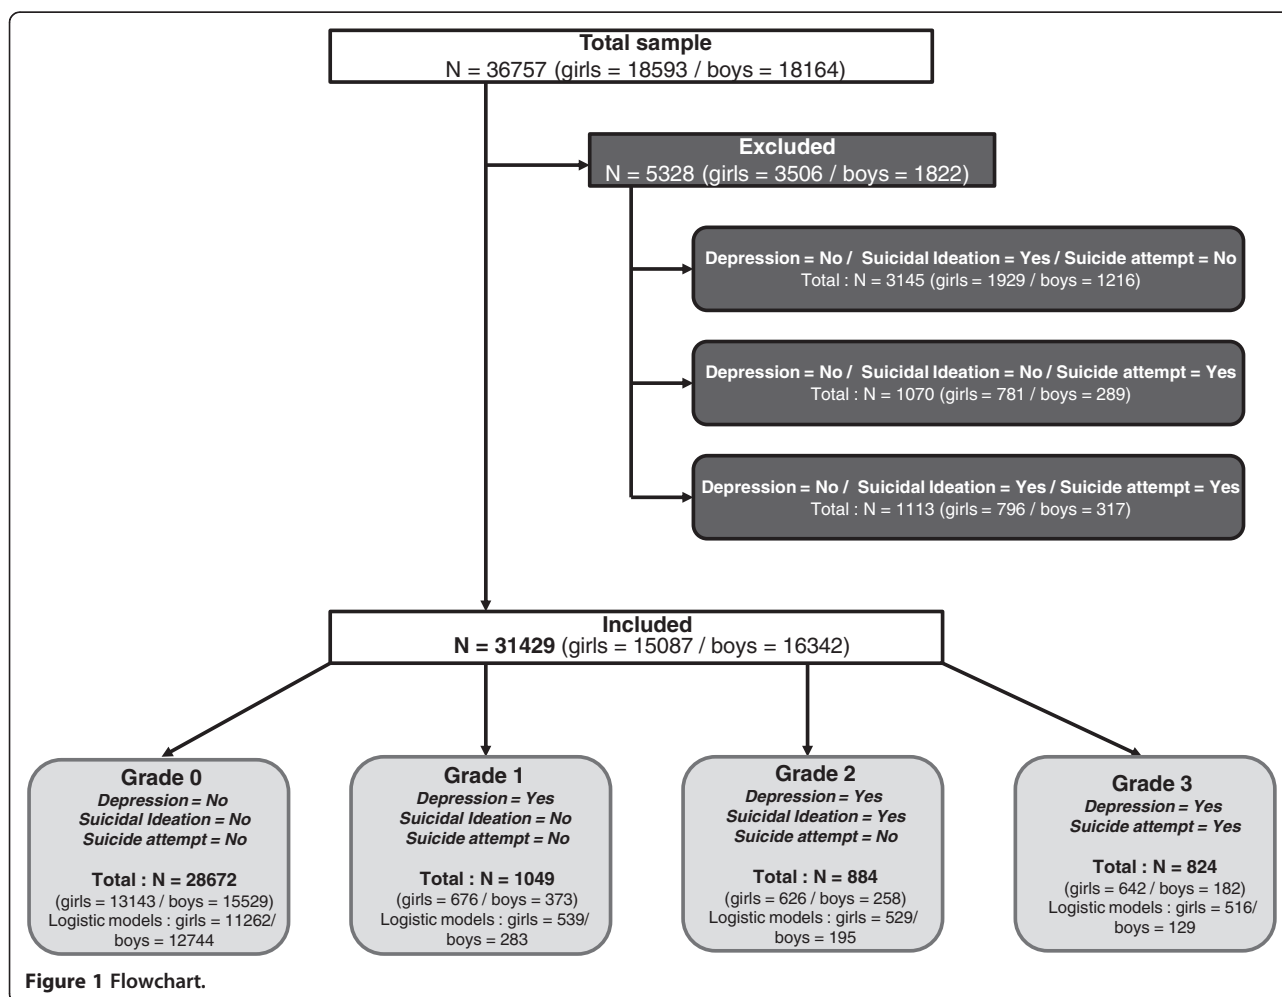 Total sample
N = 36757 (girls = 18593 / boys = 18164)
Excluded
N = 5328 (girls = 3506 / boys = 1822)
Depression = No / Suicidal Ideation = Yes / Suicide attempt = No
Total : N = 3145 (girls = 1929 / boys = 1216)
Depression = No / Suicidal Ideation = No / Suicide attempt = Yes
Total : N = 1070 (girls = 781 / boys = 289)
Depression = No / Suicidal Ideation = Yes / Suicide attempt = Yes
Total : N = 1113 (girls = 796 / boys = 317)
Included
N = 31429 (girls = 15087 / boys = 16342)
Grade 0
Depression = No
Suicidal Ideation = No
Suicide attempt = No
Total : N = 28672
(girls = 13143 / boys = 15529)
Logistic models : girls = 11262/
boys = 12744
Grade 1
Depression = Yes
Suicidal Ideation = No
Suicide attempt = No
Total : N = 1049
(girls = 676 / boys = 373)
Logistic models : girls = 539/
boys = 283
Grade 2
Depression = Yes
Suicidal Ideation = Yes
Suicide attempt = No
Total : N = 884
(girls = 626 / boys = 258)
Logistic models : girls = 529/
boys = 195
Grade 3
Depression = Yes
Suicide attempt = Yes
Total : N = 824
(girls = 642 / boys = 182)
Logistic models : girls = 516/
boys = 129
Figure 1 Flowchart.